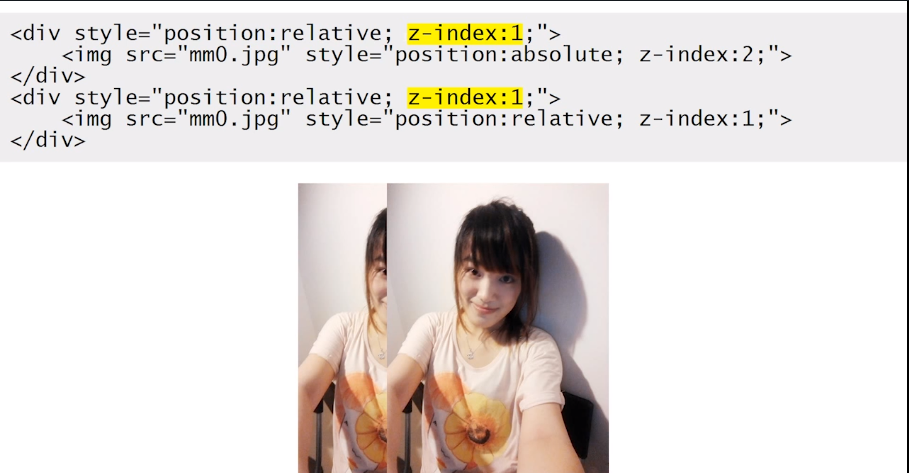 <div style="position:relative; z-index:1;">
<img src="mm0.jpg" style="position:absolute; z-index:2;">
</div>
<div style="position:relative; z-index:1;">
<img src="mm0.jpg" style="position:relative; z-index:1;">
</div>